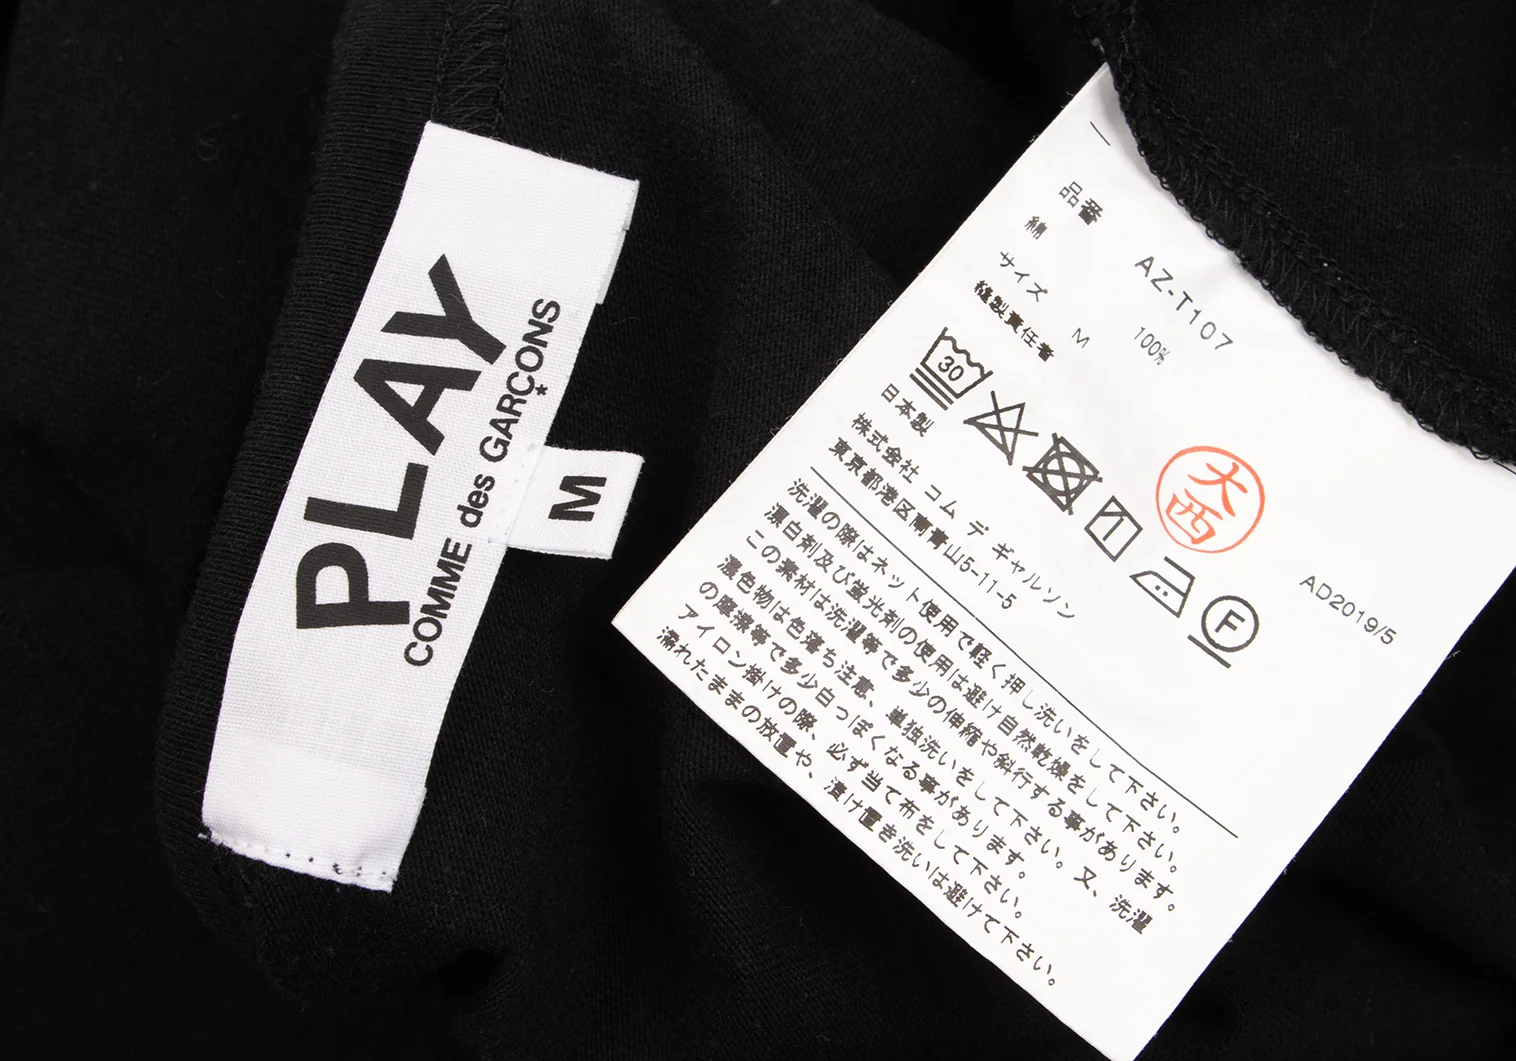 PLAY
COMME des GARÇONS
M
品番 AZ-T107
綿 100%
サイズ M
縫製責任者
30
大西
F
日本製
AD2019/5
株式会社 コム デ ギャルソン
東京都港区南青山5-11-5
洗濯の際はネット使用で軽く押し洗いをして下さい。
漂白剤及び蛍光剤の使用は避け自然乾燥をして下さい。
この素材は洗濯等で多少の伸縮や斜行する事があります。
濃色物は色落ち注意、単独洗いをして下さい。又、洗濯
の摩擦等で多少白っぽくなる事があります。
アイロン掛けの際、必ず当て布をして下さい。
濡れたままの放置や、漬け置き洗いは避けて下さい。